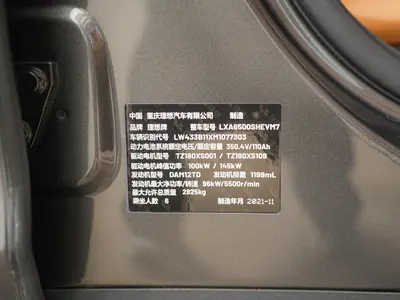 中国 重庆理想汽车有限公司 制造
品牌 理想牌 整车型号 LXA6500SHEVM7
车辆识别代号 LW433B11XM1077303
动力电池系统额定电压/额定容量 350.4V/110Ah
驱动电机型号 TZ180XS001 / TZ180XS109
驱动电机峰值功率 100kW / 145kW
发动机型号 DAM12TD 发动机排量 1199mL
发动机最大净功率/转速 96kW/5500r/min
最大允许总质量 2825kg
乘坐人数 6 制造年月 2021-11